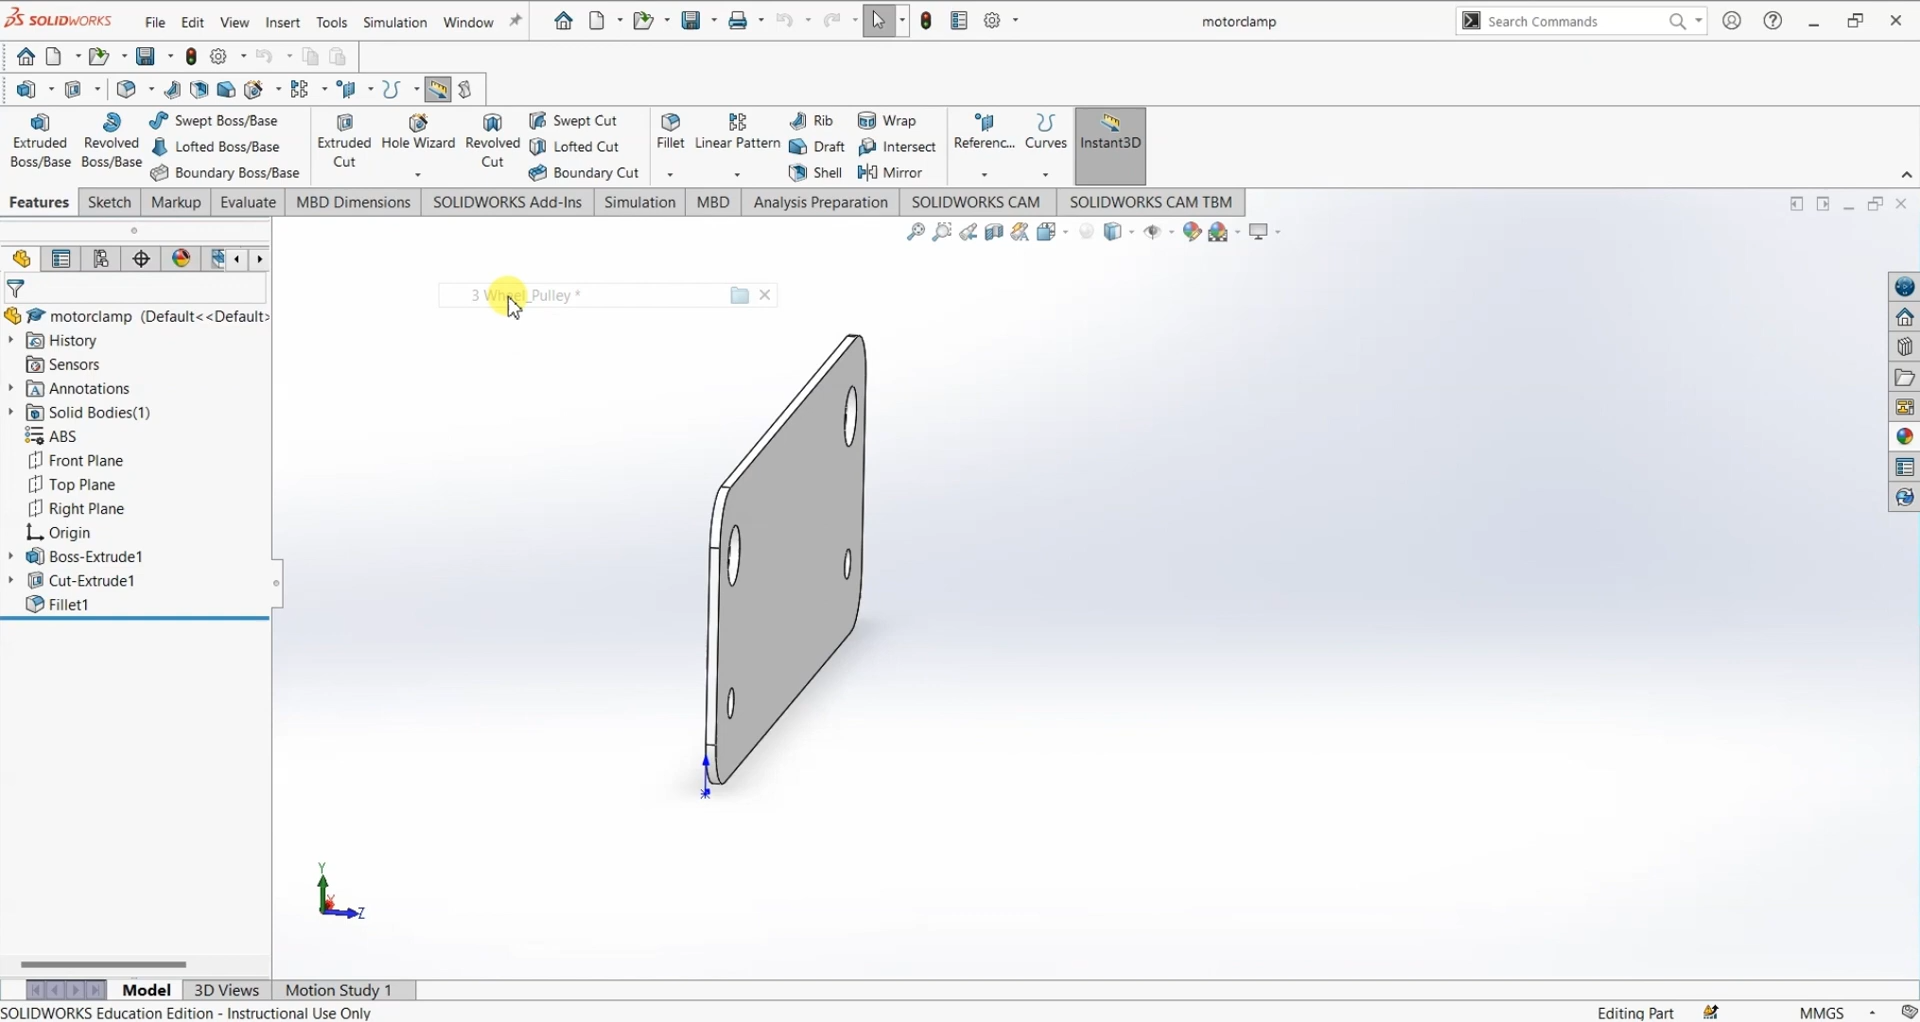 SOLIDWORKS File Edit View Insert Tools Simulation Window motorclamp Search Commands
Extruded Boss/Base
Revolved Boss/Base
Swept Boss/Base
Lofted Boss/Base
Boundary Boss/Base
Extruded Cut
Hole Wizard
Revolved Cut
Swept Cut
Lofted Cut
Boundary Cut
Fillet
Linear Pattern
Rib
Draft
Shell
Wrap
Intersect
Mirror
Referenc...
Curves
Instant3D
Features Sketch Markup Evaluate MBD Dimensions SOLIDWORKS Add-Ins Simulation MBD Analysis Preparation SOLIDWORKS CAM SOLIDWORKS CAM TBM
3 Wheel_Pulley *
motorclamp (Default<<Default>
History
Sensors
Annotations
Solid Bodies(1)
ABS
Front Plane
Top Plane
Right Plane
Origin
Boss-Extrude1
Cut-Extrude1
Fillet1
Y
X
Z
Model 3D Views Motion Study 1
SOLIDWORKS Education Edition - Instructional Use Only Editing Part MMGS